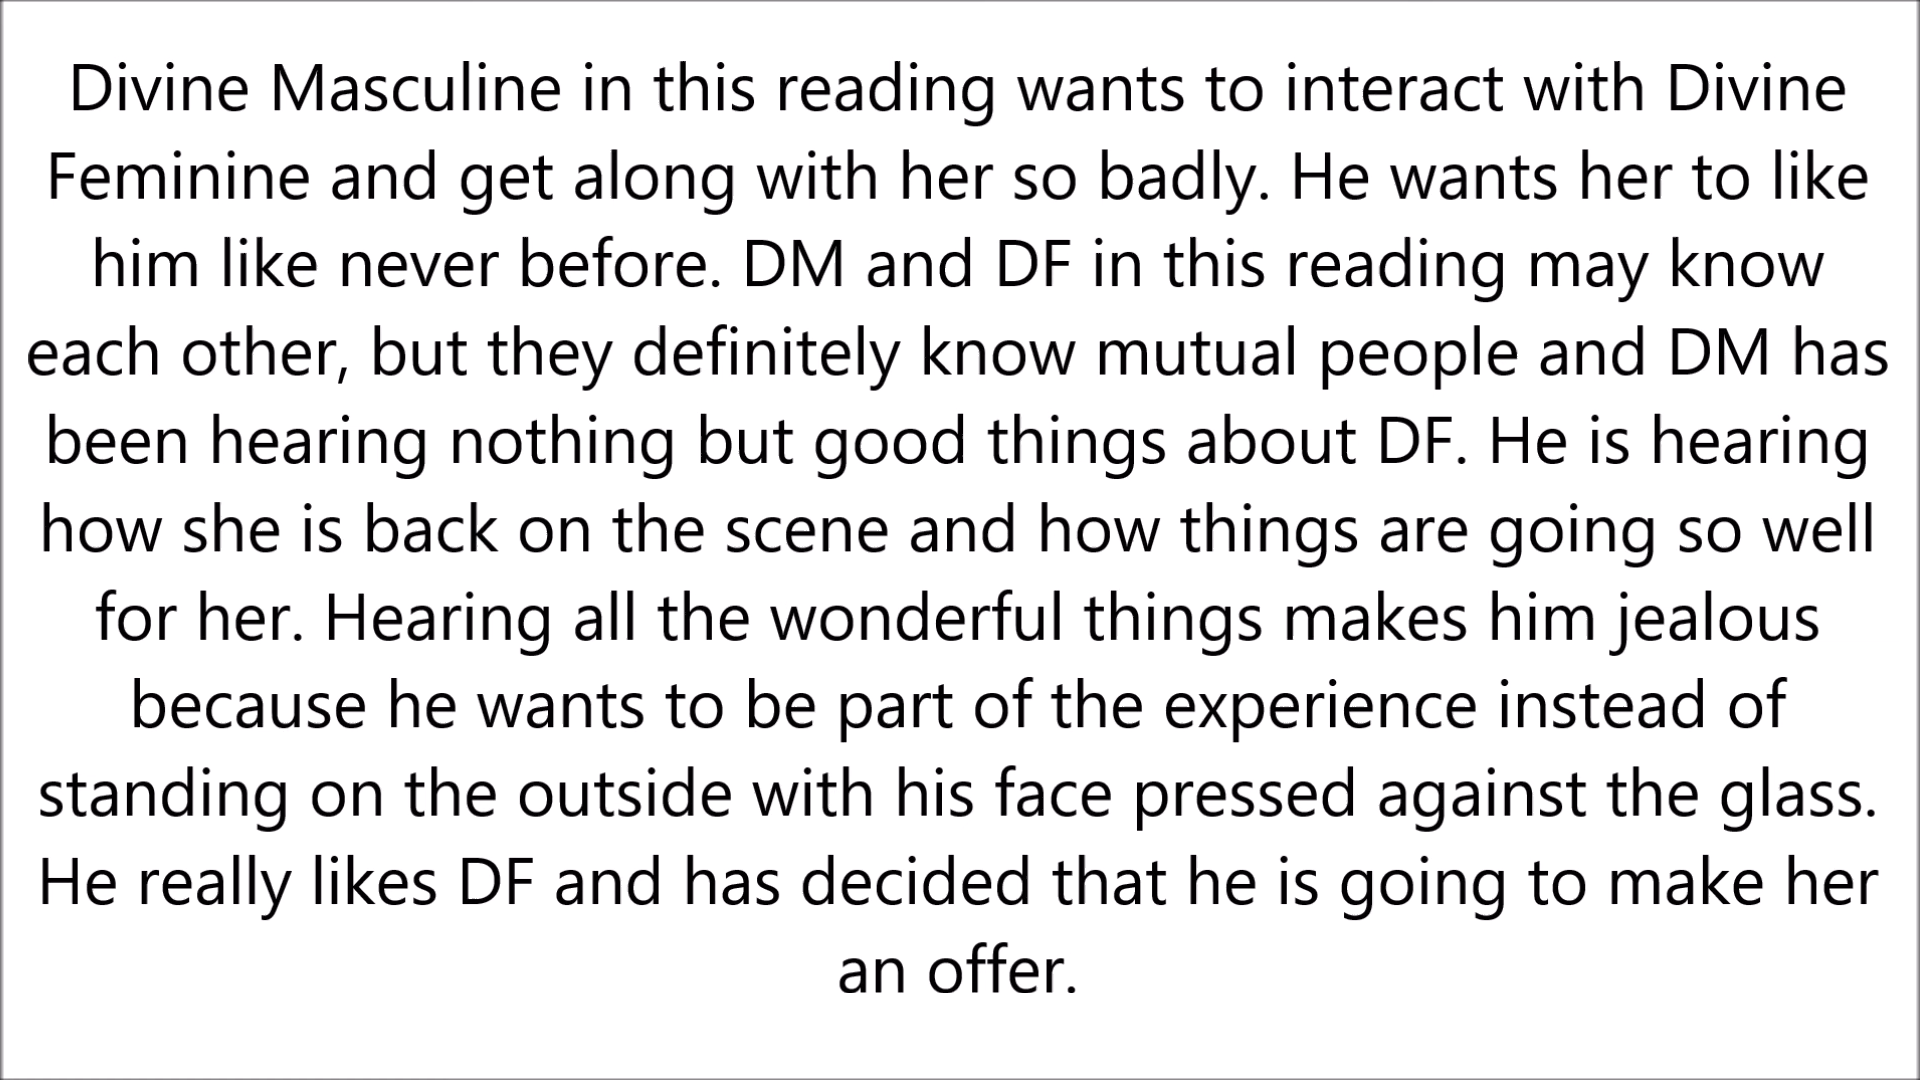 Divine Masculine in this reading wants to interact with Divine
Feminine and get along with her so badly. He wants her to like
him like never before. DM and DF in this reading may know
each other, but they definitely know mutual people and DM has
been hearing nothing but good things about DF. He is hearing
how she is back on the scene and how things are going so well
for her. Hearing all the wonderful things makes him jealous
because he wants to be part of the experience instead of
standing on the outside with his face pressed against the glass.
He really likes DF and has decided that he is going to make her
an offer.